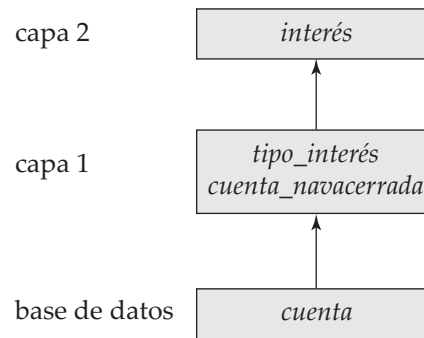 capa 2
interés
capa 1
tipo_interés
cuenta_navacerrada
base de datos
cuenta